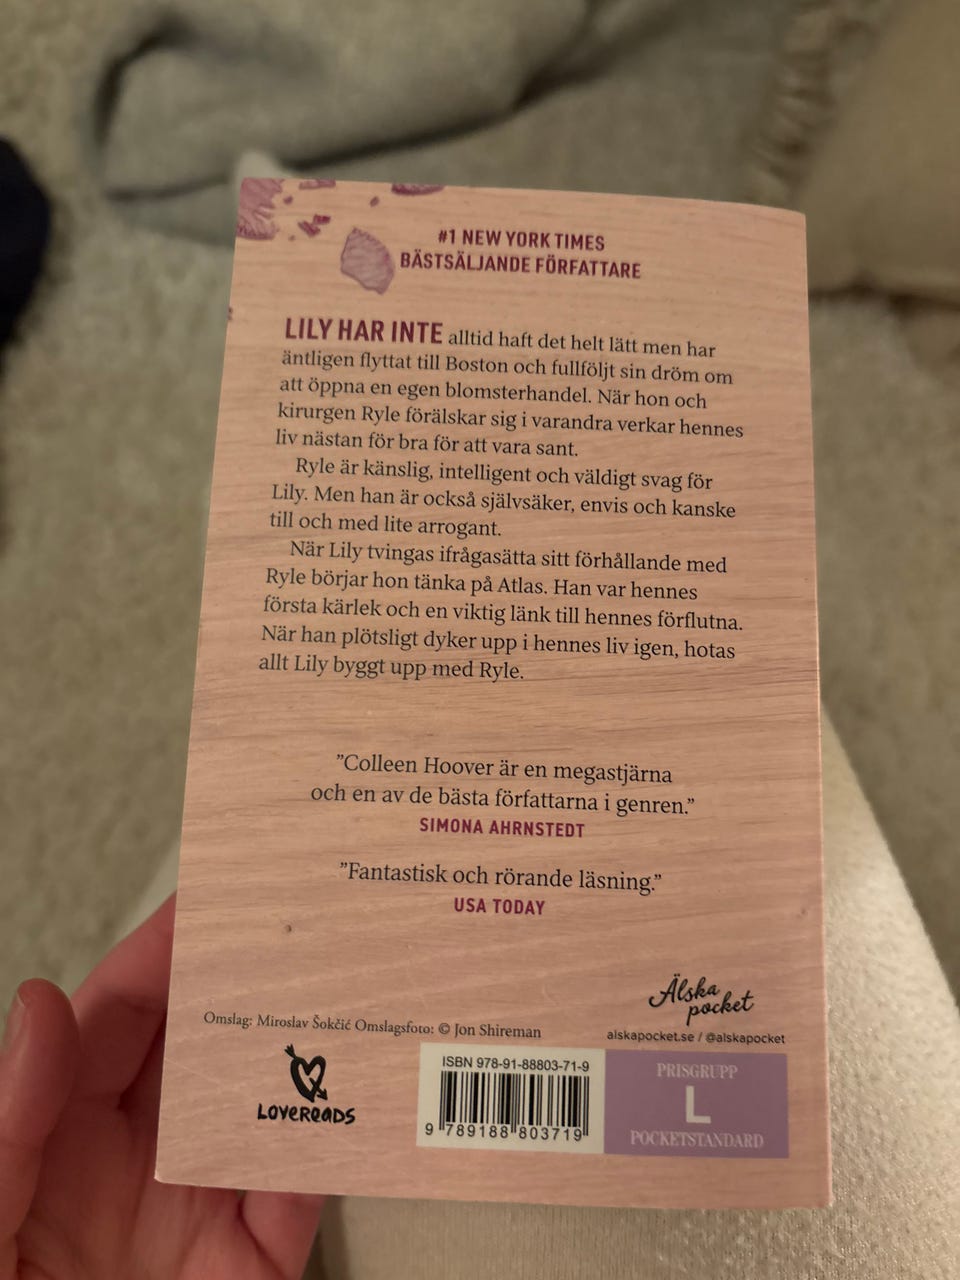 #1 NEW YORK TIMES
BÄSTSÄLJANDE FÖRFATTARE
LILY HAR INTE alltid haft det helt lätt men har
äntligen flyttat till Boston och fullföljt sin dröm om
att öppna en egen blomsterhandel. När hon och
kirurgen Ryle förälskar sig i varandra verkar hennes
liv nästan för bra för att vara sant.
Ryle är känslig, intelligent och väldigt svag för
Lily. Men han är också självsäker, envis och kanske
till och med lite arrogant.
När Lily tvingas ifrågasätta sitt förhållande med
Ryle börjar hon tänka på Atlas. Han var hennes
första kärlek och en viktig länk till hennes förflutna.
När han plötsligt dyker upp i hennes liv igen, hotas
allt Lily byggt upp med Ryle.
”Colleen Hoover är en megastjärna
och en av de bästa författarna i genren.”
SIMONA AHRNSTEDT
”Fantastisk och rörande läsning.”
USA TODAY
Älska
pocket
alskapocket.se / @alskapocket
Omslag: Miroslav Šokčić Omslagsfoto: © Jon Shireman
LOVEREADS
ISBN 978-91-88803-71-9
9 789188 803719
PRISGRUPP
L
POCKETSTANDARD